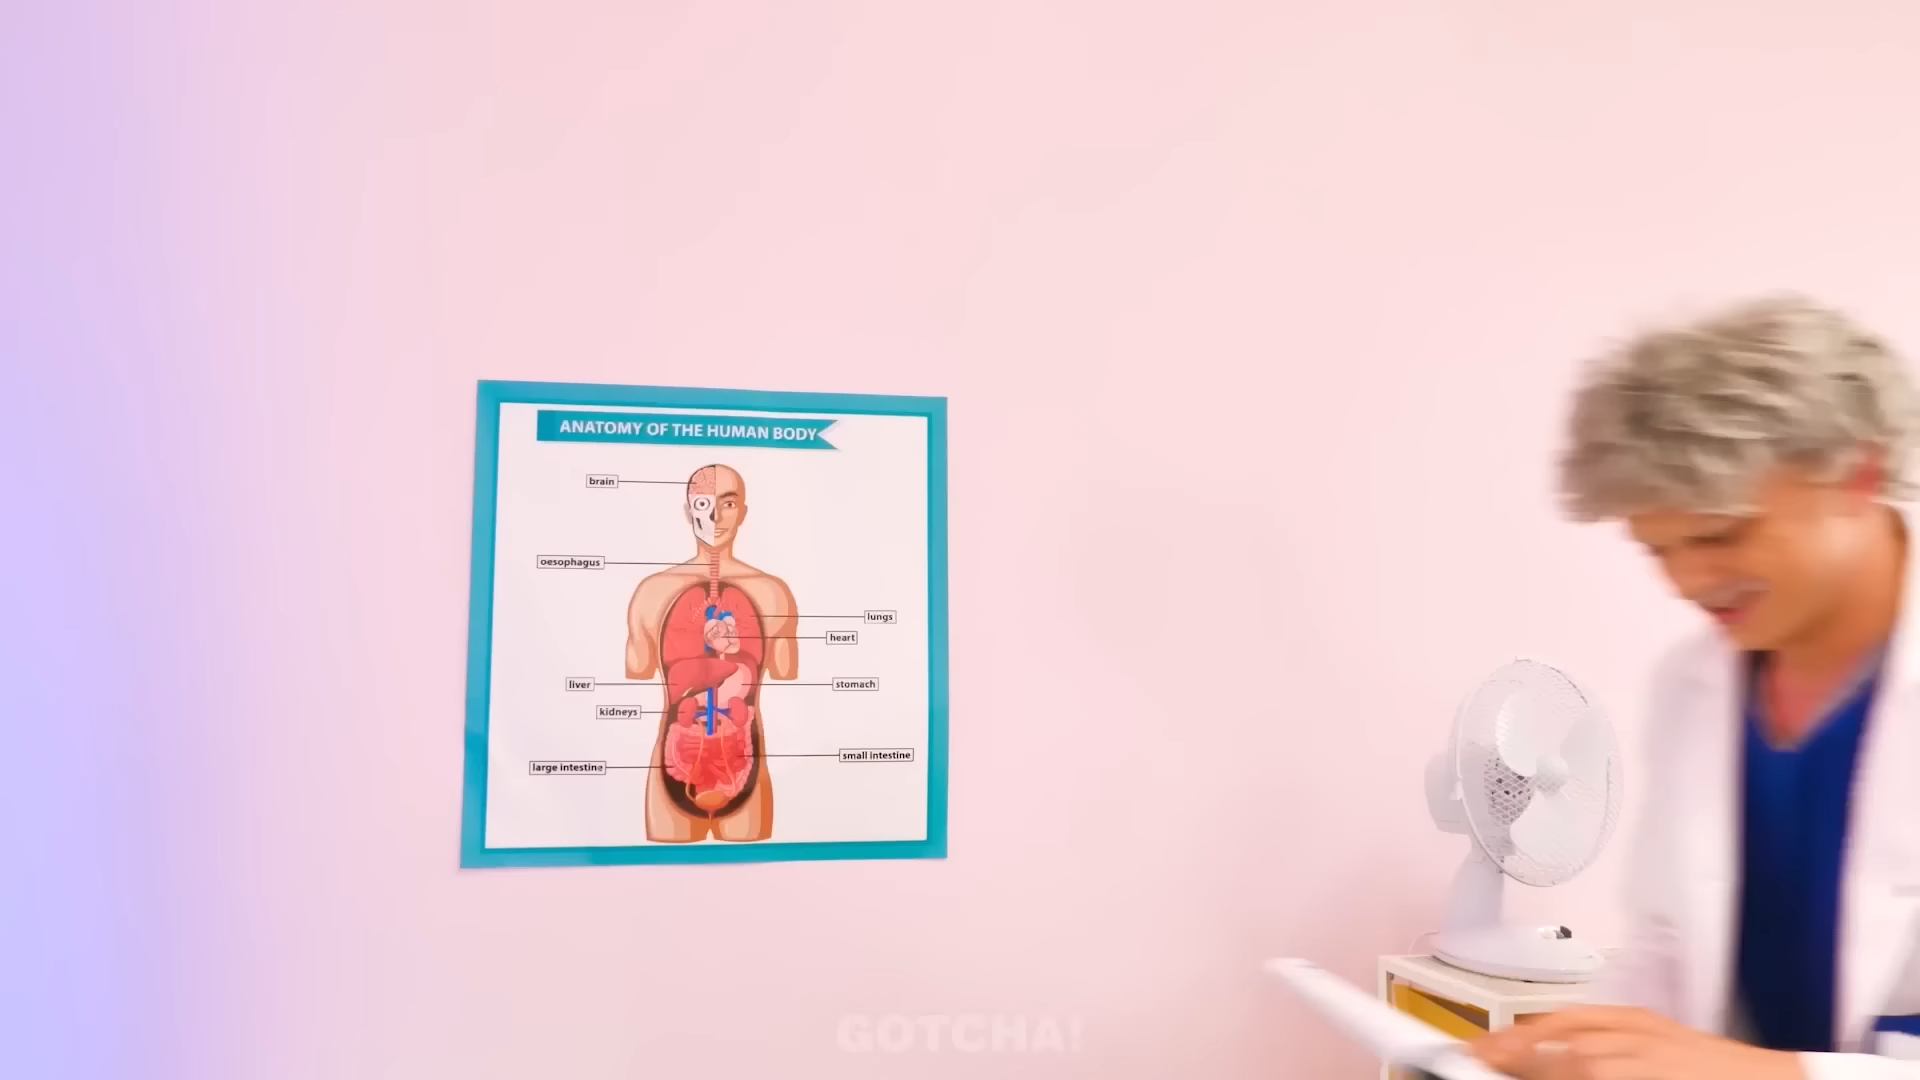 ANATOMY OF THE HUMAN BODY
brain
oesophagus
lungs
heart
liver
stomach
kidneys
small intestine
large intestine
GOTCHA!